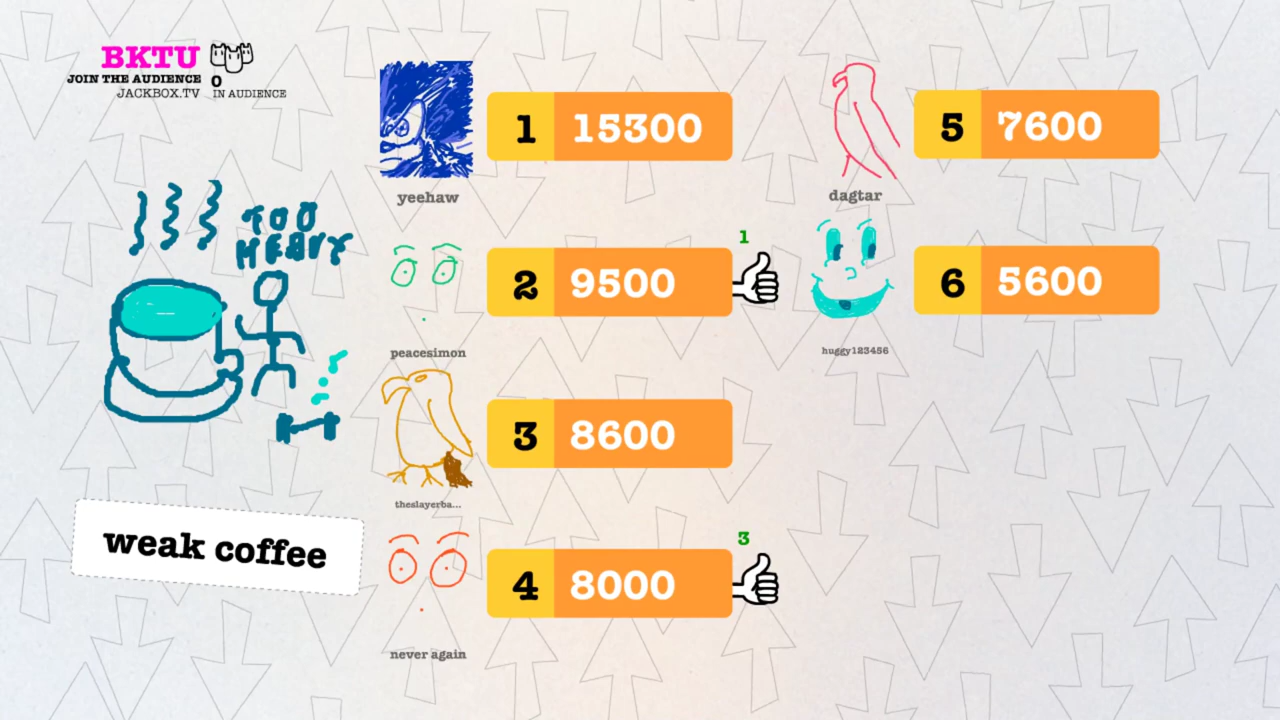 BKTU
JOIN THE AUDIENCE
JACKBOX.TV
0
IN AUDIENCE
TOO
HEAVY
weak coffee
1 15300
yeehaw
1
2 9500
peacesimon
3 8600
theslayerba...
3
4 8000
never again
5 7600
dagtar
6 5600
huggy123456